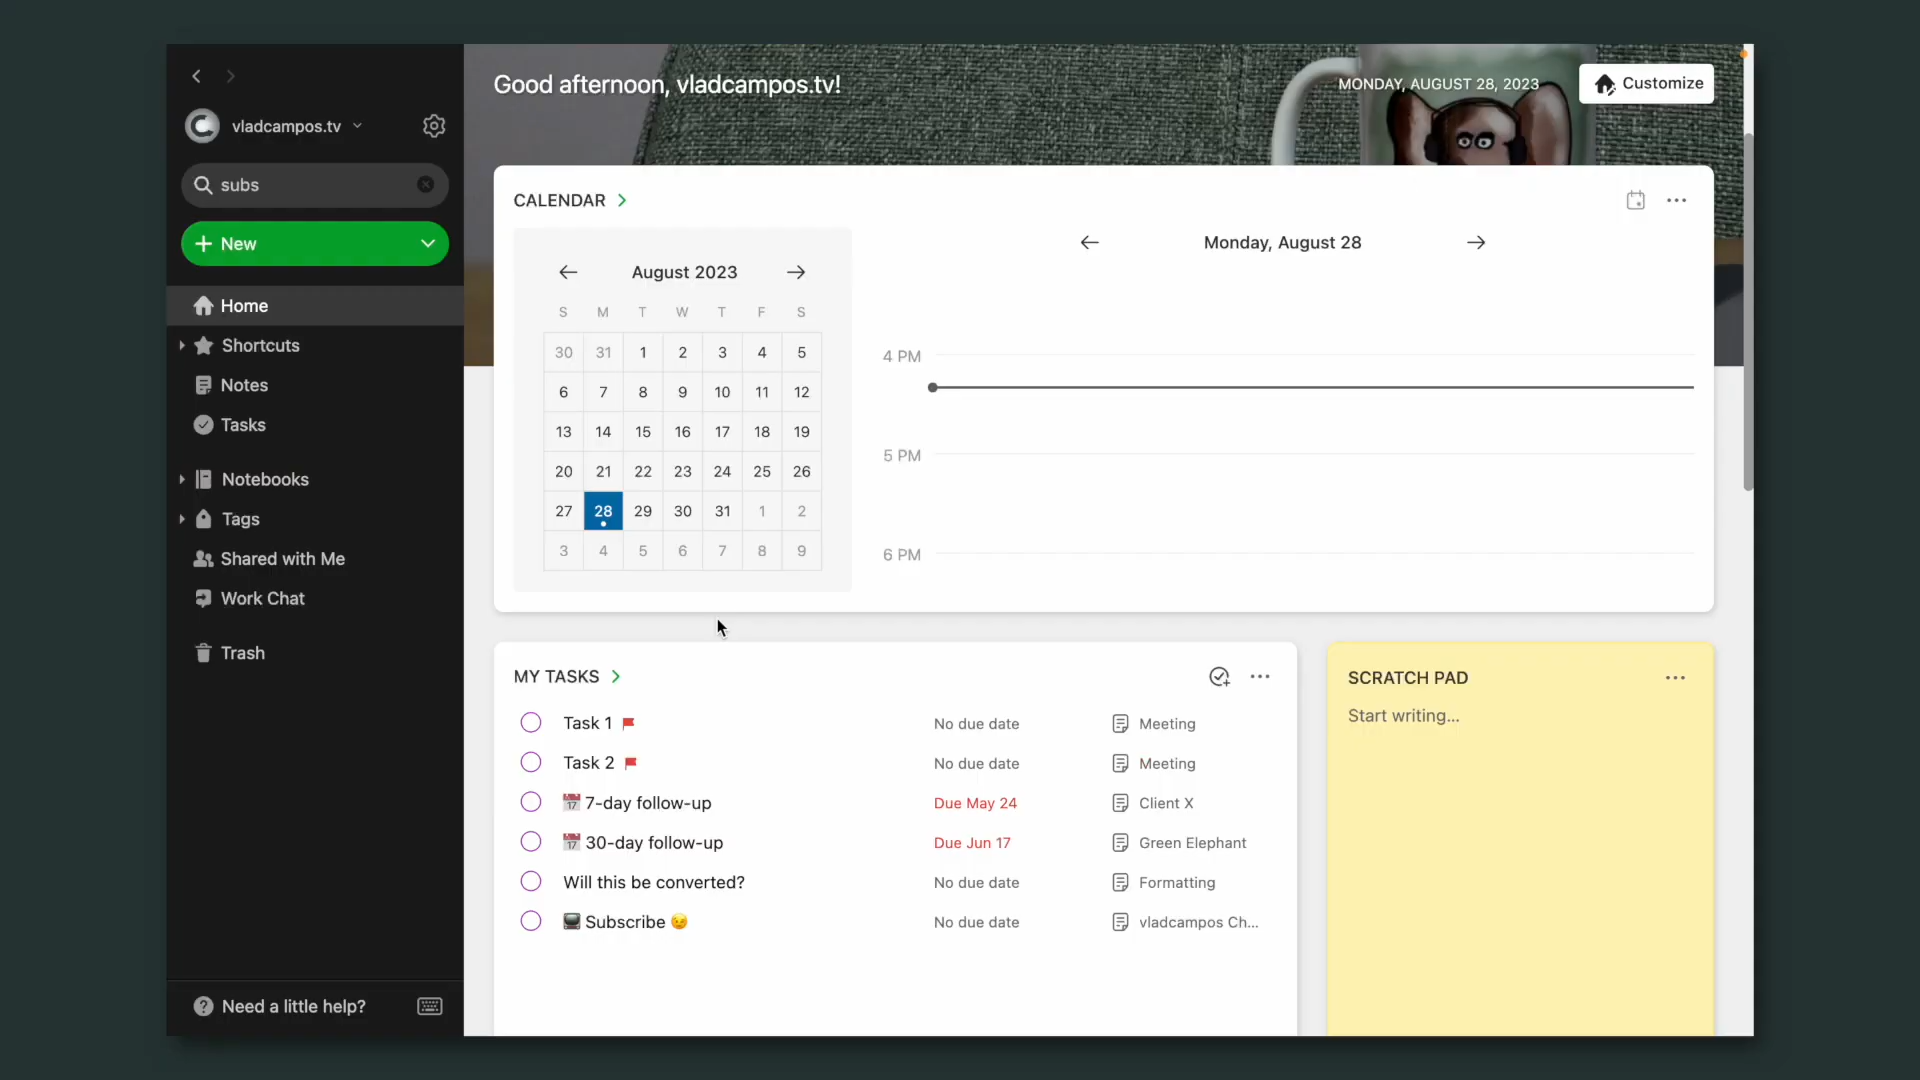 Good afternoon, vladcampos.tv!
MONDAY, AUGUST 28, 2023
Customize
vladcampos.tv
subs
New
Home
Shortcuts
Notes
Tasks
Notebooks
Tags
Shared with Me
Work Chat
Trash
Need a little help?
CALENDAR
August 2023
S M T W T F S
30 31 1 2 3 4 5
6 7 8 9 10 11 12
13 14 15 16 17 18 19
20 21 22 23 24 25 26
27 28 29 30 31 1 2
3 4 5 6 7 8 9
Monday, August 28
4 PM
5 PM
6 PM
MY TASKS
Task 1 No due date Meeting
Task 2 No due date Meeting
7-day follow-up Due May 24 Client X
30-day follow-up Due Jun 17 Green Elephant
Will this be converted? No due date Formatting
Subscribe No due date vladcampos Ch...
SCRATCH PAD
Start writing...